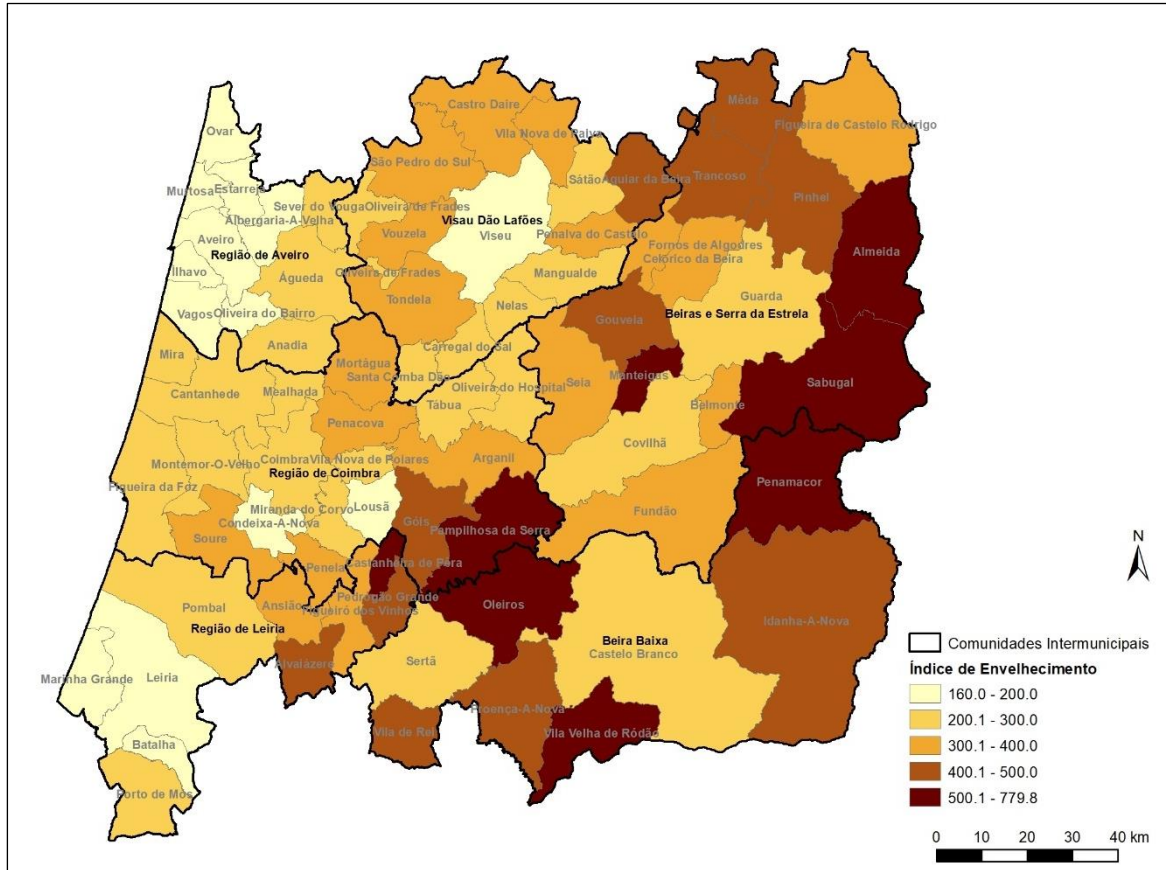 Ovar
Castro Daire
Mêda
Figueira de Castelo Rodrigo
Vila Nova de Paiva
São Pedro do Sul
Murtosa
Estarreja
Sátão
Aguiar da Beira
Trancoso
Pinhel
Sever do Vouga
Oliveira de Frades
Albergaria-A-Velha
Visau Dão Lafões
Viseu
Vouzela
Penalva do Castelo
Aveiro
Região de Aveiro
Fornos de Algodres
Celorico da Beira
Almeida
Ílhavo
Águeda
Oliveira de Frades
Mangualde
Guarda
Tondela
Nelas
Beiras e Serra da Estrela
Vagos
Oliveira do Bairro
Gouveia
Anadia
Carregal do Sal
Mira
Mortágua
Santa Comba Dão
Manteigas
Seia
Sabugal
Cantanhede
Mealhada
Oliveira do Hospital
Tábua
Belmonte
Penacova
Covilhã
Montemor-O-Velho
Coimbra
Vila Nova de Poiares
Arganil
Região de Coimbra
Penamacor
Figueira da Foz
Miranda do Corvo
Lousã
Condeixa-A-Nova
Góis
Fundão
Soure
Pampilhosa da Serra
Penela
Castanheira de Pera
Pombal
Ansião
Pedrogão Grande
Figueiró dos Vinhos
Oleiros
Região de Leiria
Idanha-A-Nova
Beira Baixa
Castelo Branco
Alvaiázere
Sertã
Marinha Grande
Leiria
Proença-A-Nova
Vila de Rei
Vila Velha de Ródão
Batalha
Porto de Mós
N
Comunidades Intermunicipais
Índice de Envelhecimento
160.0 - 200.0
200.1 - 300.0
300.1 - 400.0
400.1 - 500.0
500.1 - 779.8
0 10 20 30 40 km